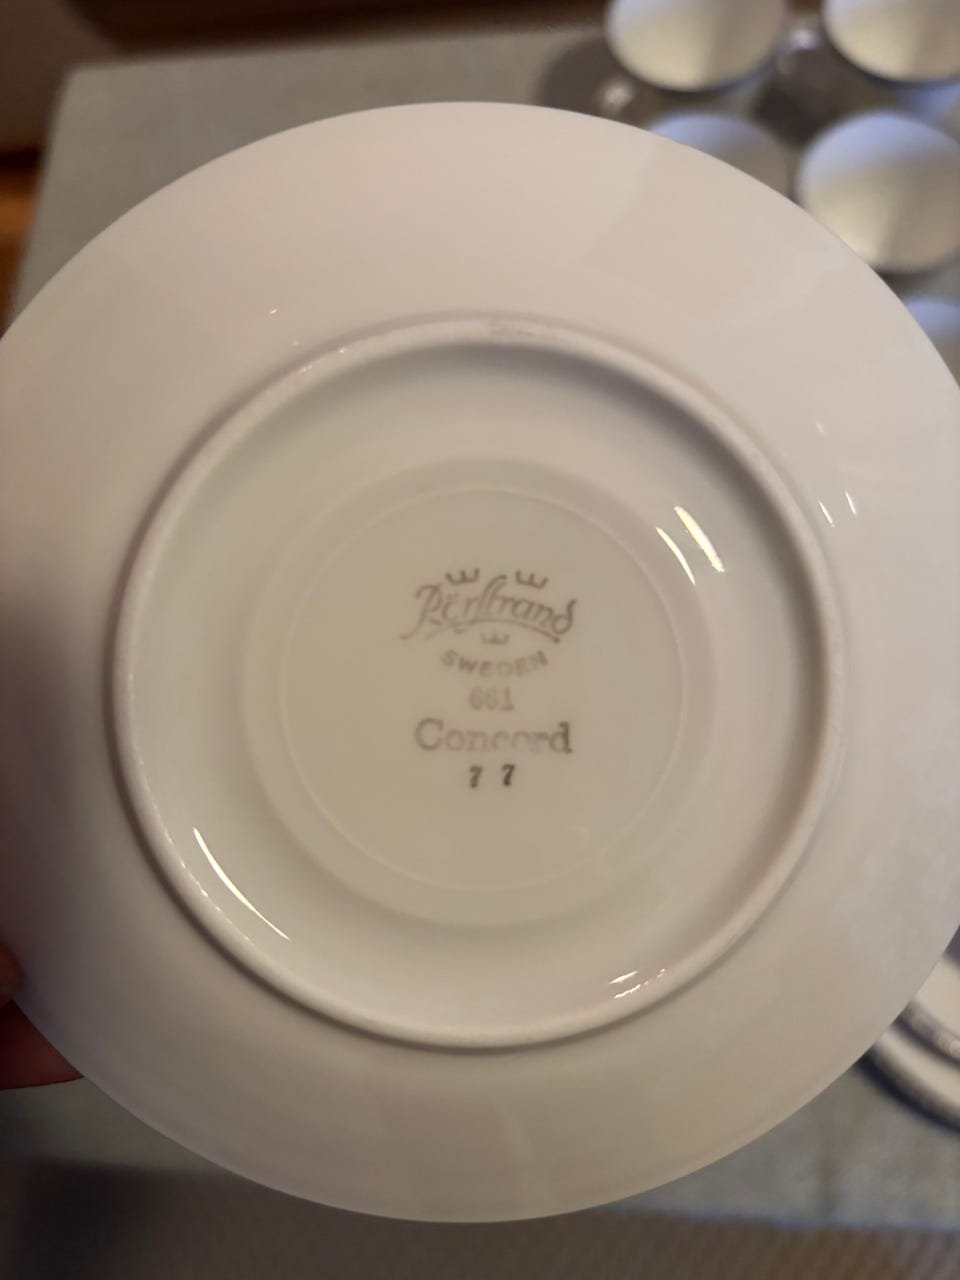 Rörstrand
SWEDEN
661
Concord
7 7